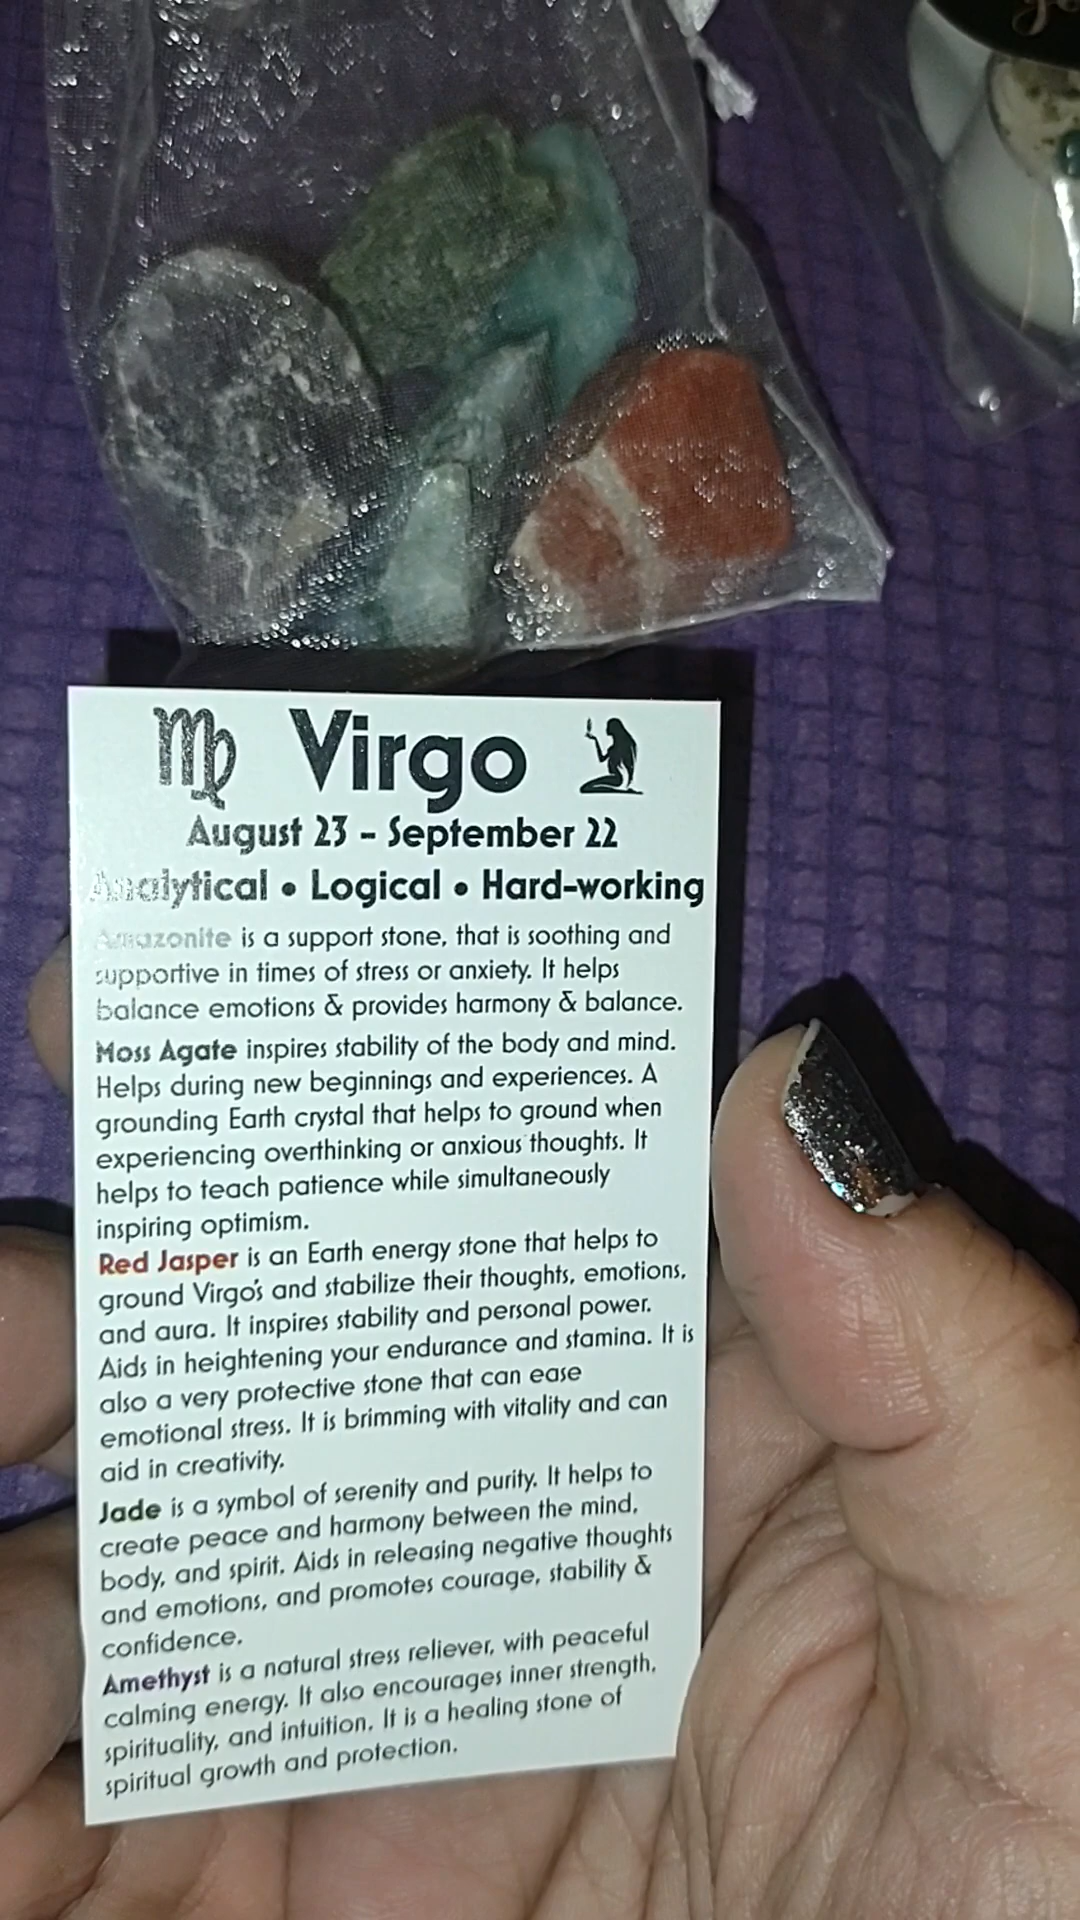 Virgo
August 23 - September 22
Analytical • Logical • Hard-working
Amazonite is a support stone, that is soothing and
supportive in times of stress or anxiety. It helps
balance emotions & provides harmony & balance.
Moss Agate inspires stability of the body and mind.
Helps during new beginnings and experiences. A
grounding Earth crystal that helps to ground when
experiencing overthinking or anxious thoughts. It
helps to teach patience while simultaneously
inspiring optimism.
Red Jasper is an Earth energy stone that helps to
ground Virgo's and stabilize their thoughts, emotions,
and aura. It inspires stability and personal power.
Aids in heightening your endurance and stamina. It is
also a very protective stone that can ease
emotional stress. It is brimming with vitality and can
aid in creativity.
Jade is a symbol of serenity and purity. It helps to
create peace and harmony between the mind,
body, and spirit. Aids in releasing negative thoughts
and emotions, and promotes courage, stability &
confidence.
Amethyst is a natural stress reliever, with peaceful
calming energy. It also encourages inner strength,
spirituality, and intuition. It is a healing stone of
spiritual growth and protection.